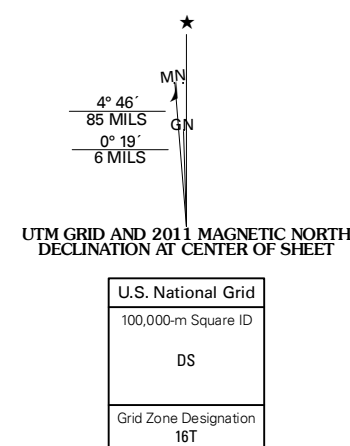 MN.
4° 46´
85 MILS
GN
0° 19´
6 MILS
UTM GRID AND 2011 MAGNETIC NORTH
DECLINATION AT CENTER OF SHEET
U.S. National Grid
100,000-m Square ID
DS
Grid Zone Designation
16T